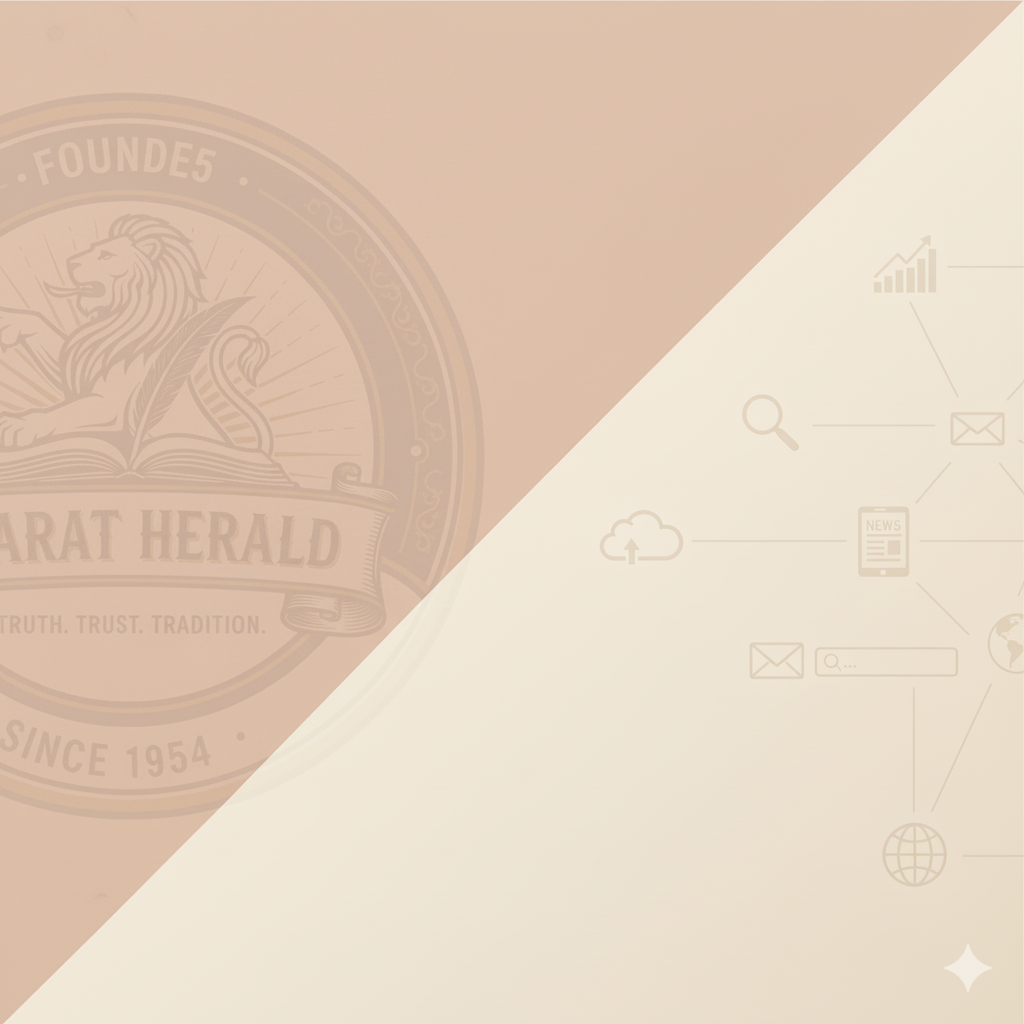 • FOUNDE5 •
ARAT HERALD
TRUTH. TRUST. TRADITION.
SINCE 1954 •
NEWS
...